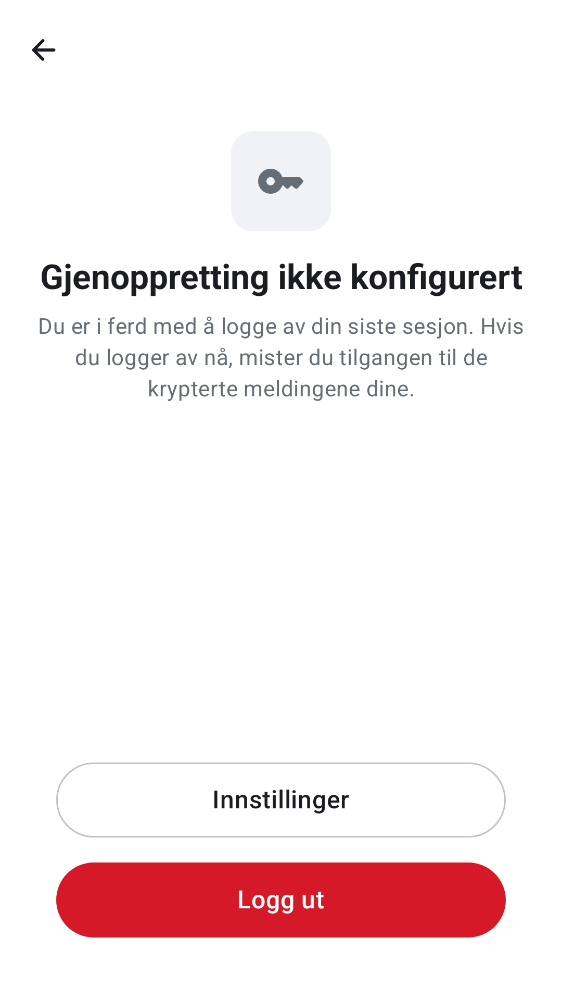 Gjenoppretting ikke konfigurert
Du er i ferd med å logge av din siste sesjon. Hvis
du logger av nå, mister du tilgangen til de
krypterte meldingene dine.
Innstillinger
Logg ut